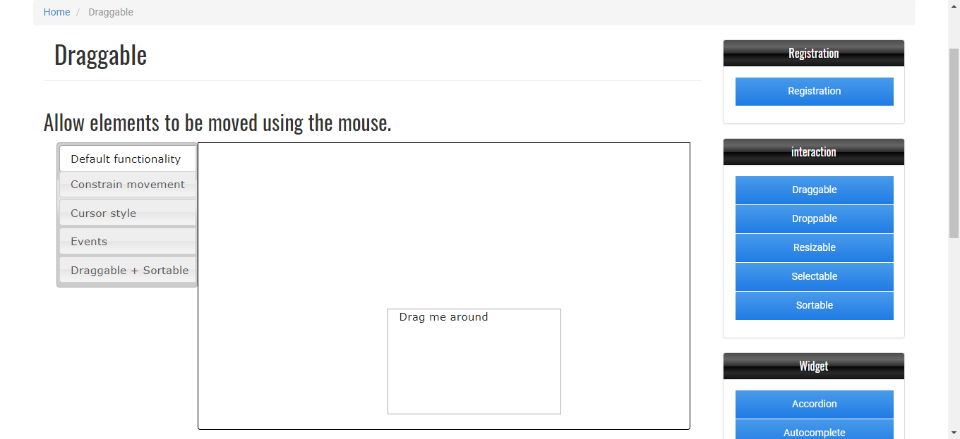 Home / Draggable
Draggable
Allow elements to be moved using the mouse.
Default functionality
Constrain movement
Cursor style
Events
Draggable + Sortable
Drag me around
Registration
Registration
interaction
Draggable
Droppable
Resizable
Selectable
Sortable
Widget
Accordion
Autocomplete